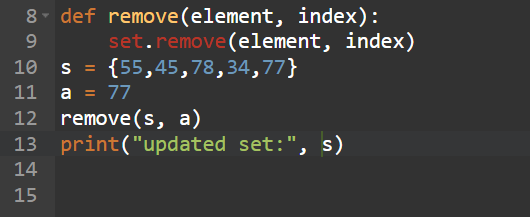 8 def remove(element, index):
9     set.remove(element, index)
10 s = {55,45,78,34,77}
11 a = 77
12 remove(s, a)
13 print("updated set:", s)
14
15